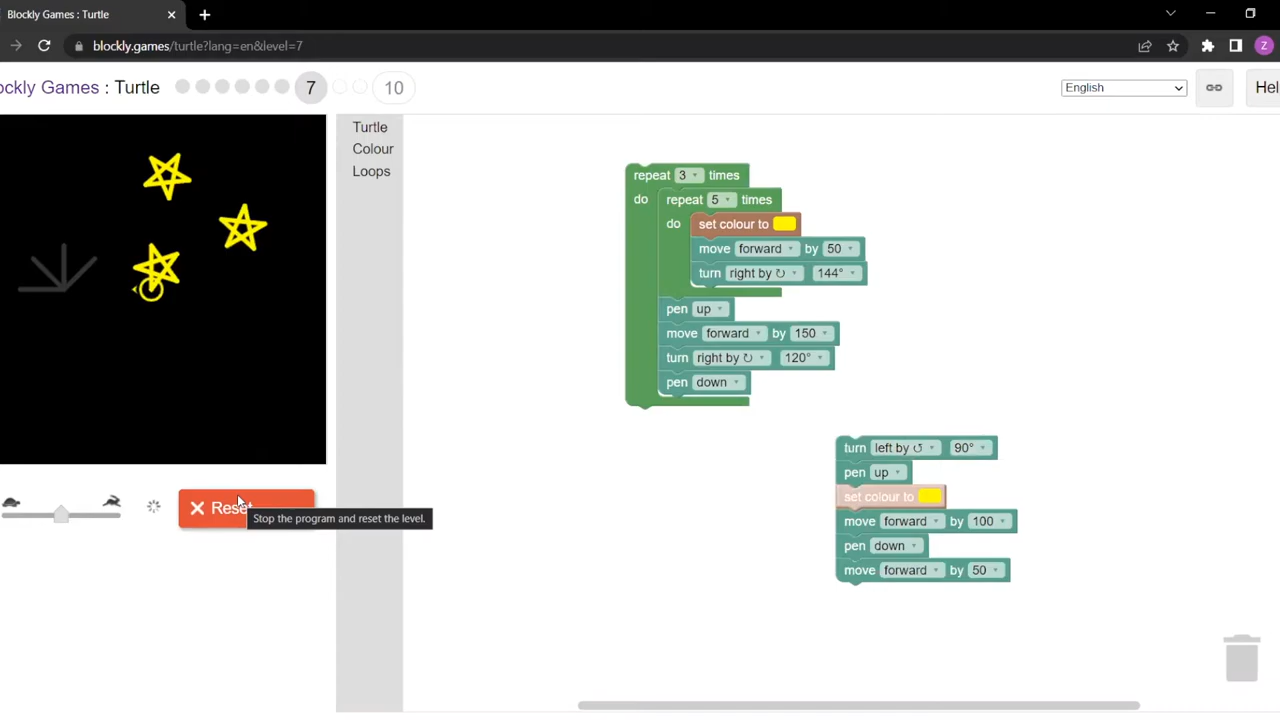 Blockly Games : Turtle
blockly.games/turtle?lang=en&level=7
Z
ockly Games : Turtle
7
10
English
Hel
Turtle
Colour
Loops
repeat 3 times
do repeat 5 times
do set colour to
move forward by 50
turn right by ↻ 144°
pen up
move forward by 150
turn right by ↻ 120°
pen down
turn left by ↺ 90°
pen up
set colour to
move forward by 100
pen down
move forward by 50
Reset
Stop the program and reset the level.